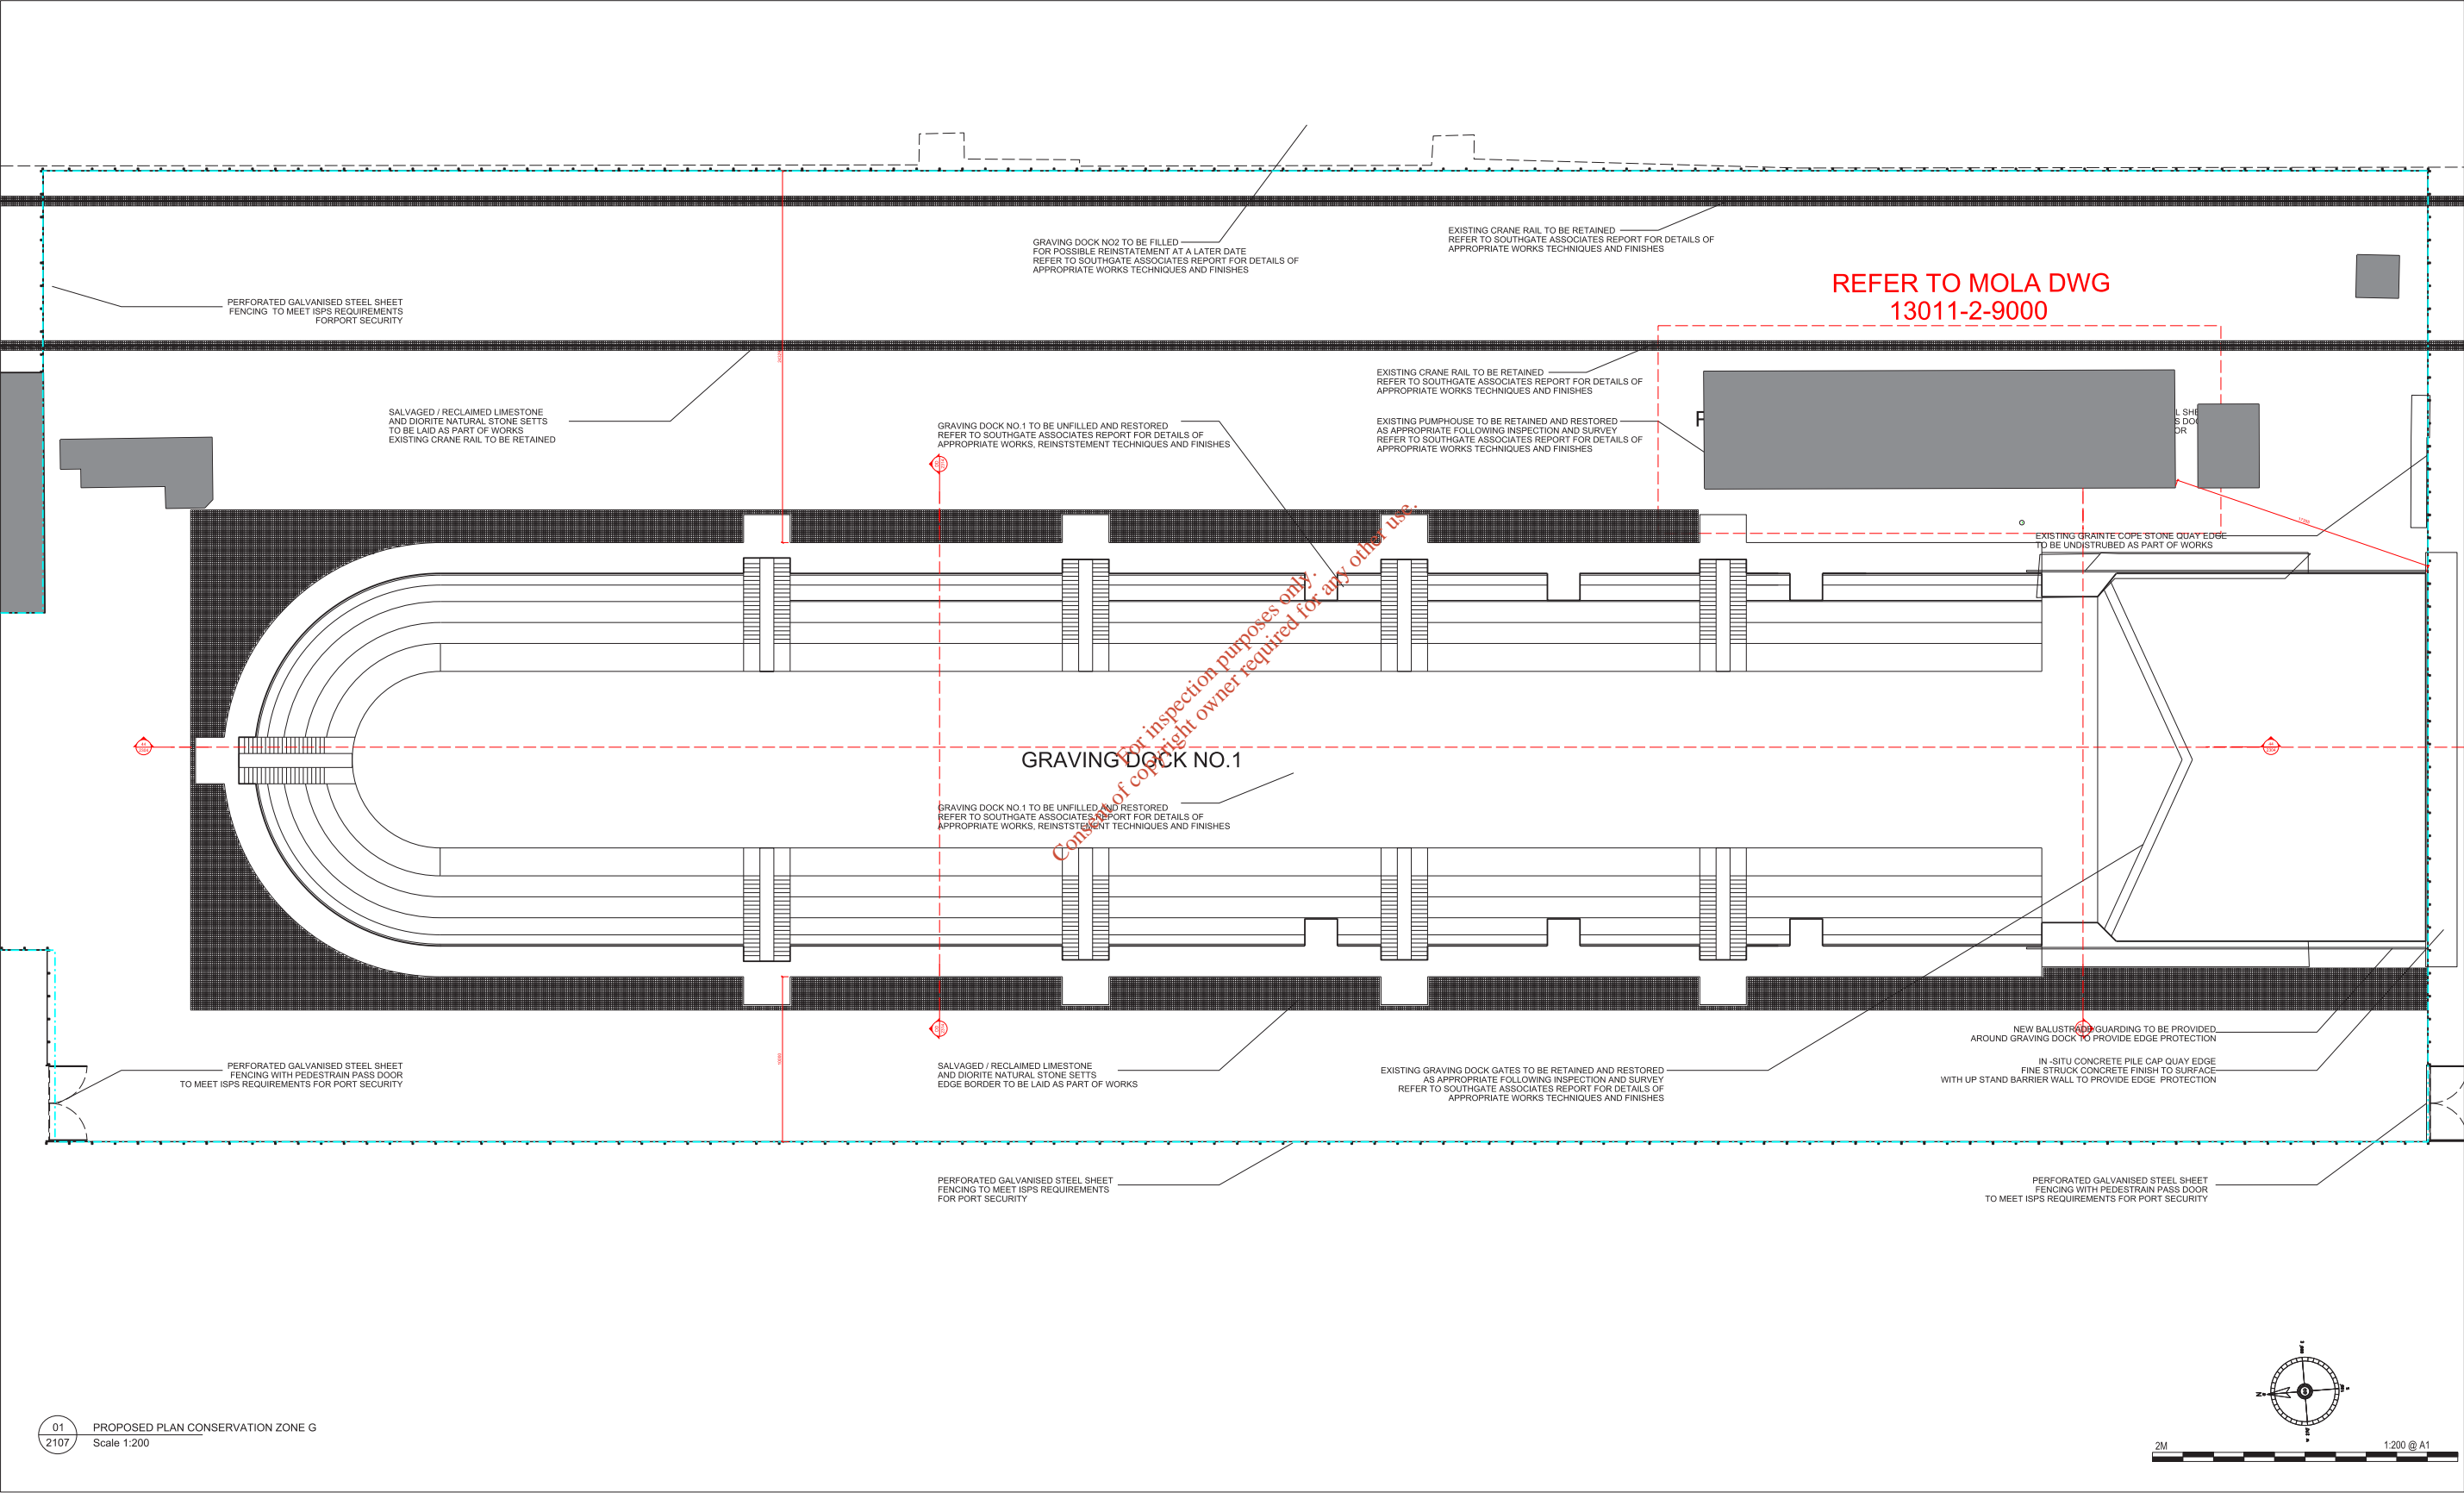 GRAVING DOCK NO2 TO BE FILLED
FOR POSSIBLE REINSTATEMENT AT A LATER DATE
REFER TO SOUTHGATE ASSOCIATES REPORT FOR DETAILS OF
APPROPRIATE WORKS TECHNIQUES AND FINISHES
EXISTING CRANE RAIL TO BE RETAINED
REFER TO SOUTHGATE ASSOCIATES REPORT FOR DETAILS OF
APPROPRIATE WORKS TECHNIQUES AND FINISHES
REFER TO MOLA DWG
13011-2-9000
PERFORATED GALVANISED STEEL SHEET
FENCING TO MEET ISPS REQUIREMENTS
FORPORT SECURITY
EXISTING CRANE RAIL TO BE RETAINED
REFER TO SOUTHGATE ASSOCIATES REPORT FOR DETAILS OF
APPROPRIATE WORKS TECHNIQUES AND FINISHES
SALVAGED / RECLAIMED LIMESTONE
AND DIORITE NATURAL STONE SETTS
TO BE LAID AS PART OF WORKS
EXISTING CRANE RAIL TO BE RETAINED
GRAVING DOCK NO.1 TO BE UNFILLED AND RESTORED
REFER TO SOUTHGATE ASSOCIATES REPORT FOR DETAILS OF
APPROPRIATE WORKS, REINSTSTEMENT TECHNIQUES AND FINISHES
EXISTING PUMPHOUSE TO BE RETAINED AND RESTORED
AS APPROPRIATE FOLLOWING INSPECTION AND SURVEY
REFER TO SOUTHGATE ASSOCIATES REPORT FOR DETAILS OF
APPROPRIATE WORKS TECHNIQUES AND FINISHES
EXISTING GRAINTE COPE STONE QUAY EDGE
TO BE UNDISTRUBED AS PART OF WORKS
For inspection purposes only.
Consent of copyright owner required for any other use.
GRAVING DOCK NO.1
GRAVING DOCK NO.1 TO BE UNFILLED AND RESTORED
REFER TO SOUTHGATE ASSOCIATES REPORT FOR DETAILS OF
APPROPRIATE WORKS, REINSTSTEMENT TECHNIQUES AND FINISHES
NEW BALUSTRADE GUARDING TO BE PROVIDED
AROUND GRAVING DOCK TO PROVIDE EDGE PROTECTION
IN -SITU CONCRETE PILE CAP QUAY EDGE
FINE STRUCK CONCRETE FINISH TO SURFACE
WITH UP STAND BARRIER WALL TO PROVIDE EDGE PROTECTION
PERFORATED GALVANISED STEEL SHEET
FENCING WITH PEDESTRAIN PASS DOOR
TO MEET ISPS REQUIREMENTS FOR PORT SECURITY
SALVAGED / RECLAIMED LIMESTONE
AND DIORITE NATURAL STONE SETTS
EDGE BORDER TO BE LAID AS PART OF WORKS
EXISTING GRAVING DOCK GATES TO BE RETAINED AND RESTORED
AS APPROPRIATE FOLLOWING INSPECTION AND SURVEY
REFER TO SOUTHGATE ASSOCIATES REPORT FOR DETAILS OF
APPROPRIATE WORKS TECHNIQUES AND FINISHES
PERFORATED GALVANISED STEEL SHEET
FENCING TO MEET ISPS REQUIREMENTS
FOR PORT SECURITY
PERFORATED GALVANISED STEEL SHEET
FENCING WITH PEDESTRAIN PASS DOOR
TO MEET ISPS REQUIREMENTS FOR PORT SECURITY
01
2107
PROPOSED PLAN CONSERVATION ZONE G
Scale 1:200
N
2M
1:200 @ A1